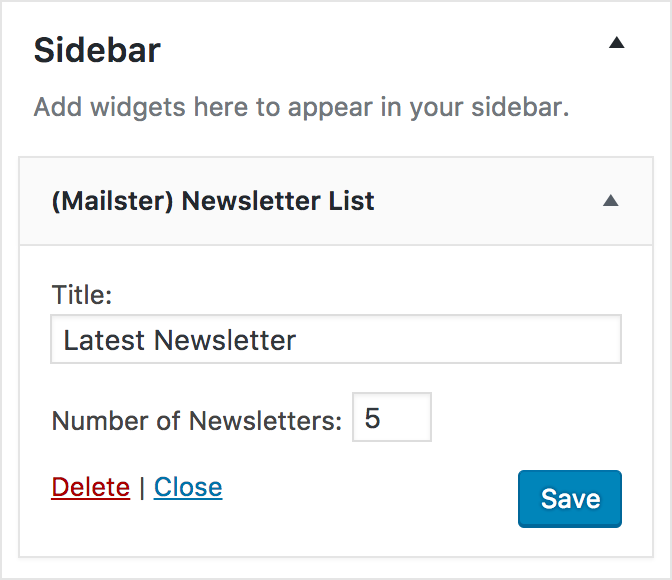 Sidebar
Add widgets here to appear in your sidebar.
(Mailster) Newsletter List
Title:
Latest Newsletter
Number of Newsletters: 5
Delete | Close
Save